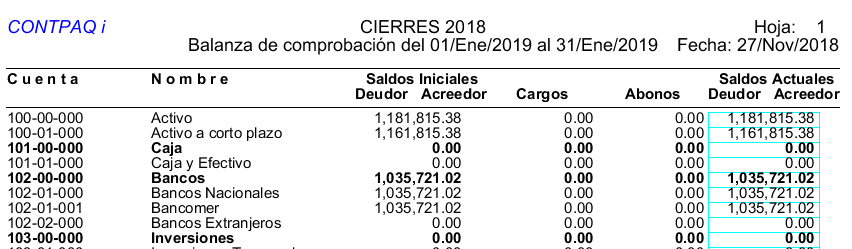 CONTPAQ i CIERRES 2018 Hoja: 1
Balanza de comprobación del 01/Ene/2019 al 31/Ene/2019 Fecha: 27/Nov/2018
Cuenta Nombre Saldos Iniciales Saldos Actuales
Deudor Acreedor Cargos Abonos Deudor Acreedor
100-00-000 Activo 1,181,815.38 0.00 0.00 1,181,815.38
100-01-000 Activo a corto plazo 1,161,815.38 0.00 0.00 1,161,815.38
101-00-000 Caja 0.00 0.00 0.00 0.00
101-01-000 Caja y Efectivo 0.00 0.00 0.00 0.00
102-00-000 Bancos 1,035,721.02 0.00 0.00 1,035,721.02
102-01-000 Bancos Nacionales 1,035,721.02 0.00 0.00 1,035,721.02
102-01-001 Bancomer 1,035,721.02 0.00 0.00 1,035,721.02
102-02-000 Bancos Extranjeros 0.00 0.00 0.00 0.00
103-00-000 Inversiones 0.00 0.00 0.00 0.00